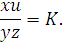 xu/yz = K.